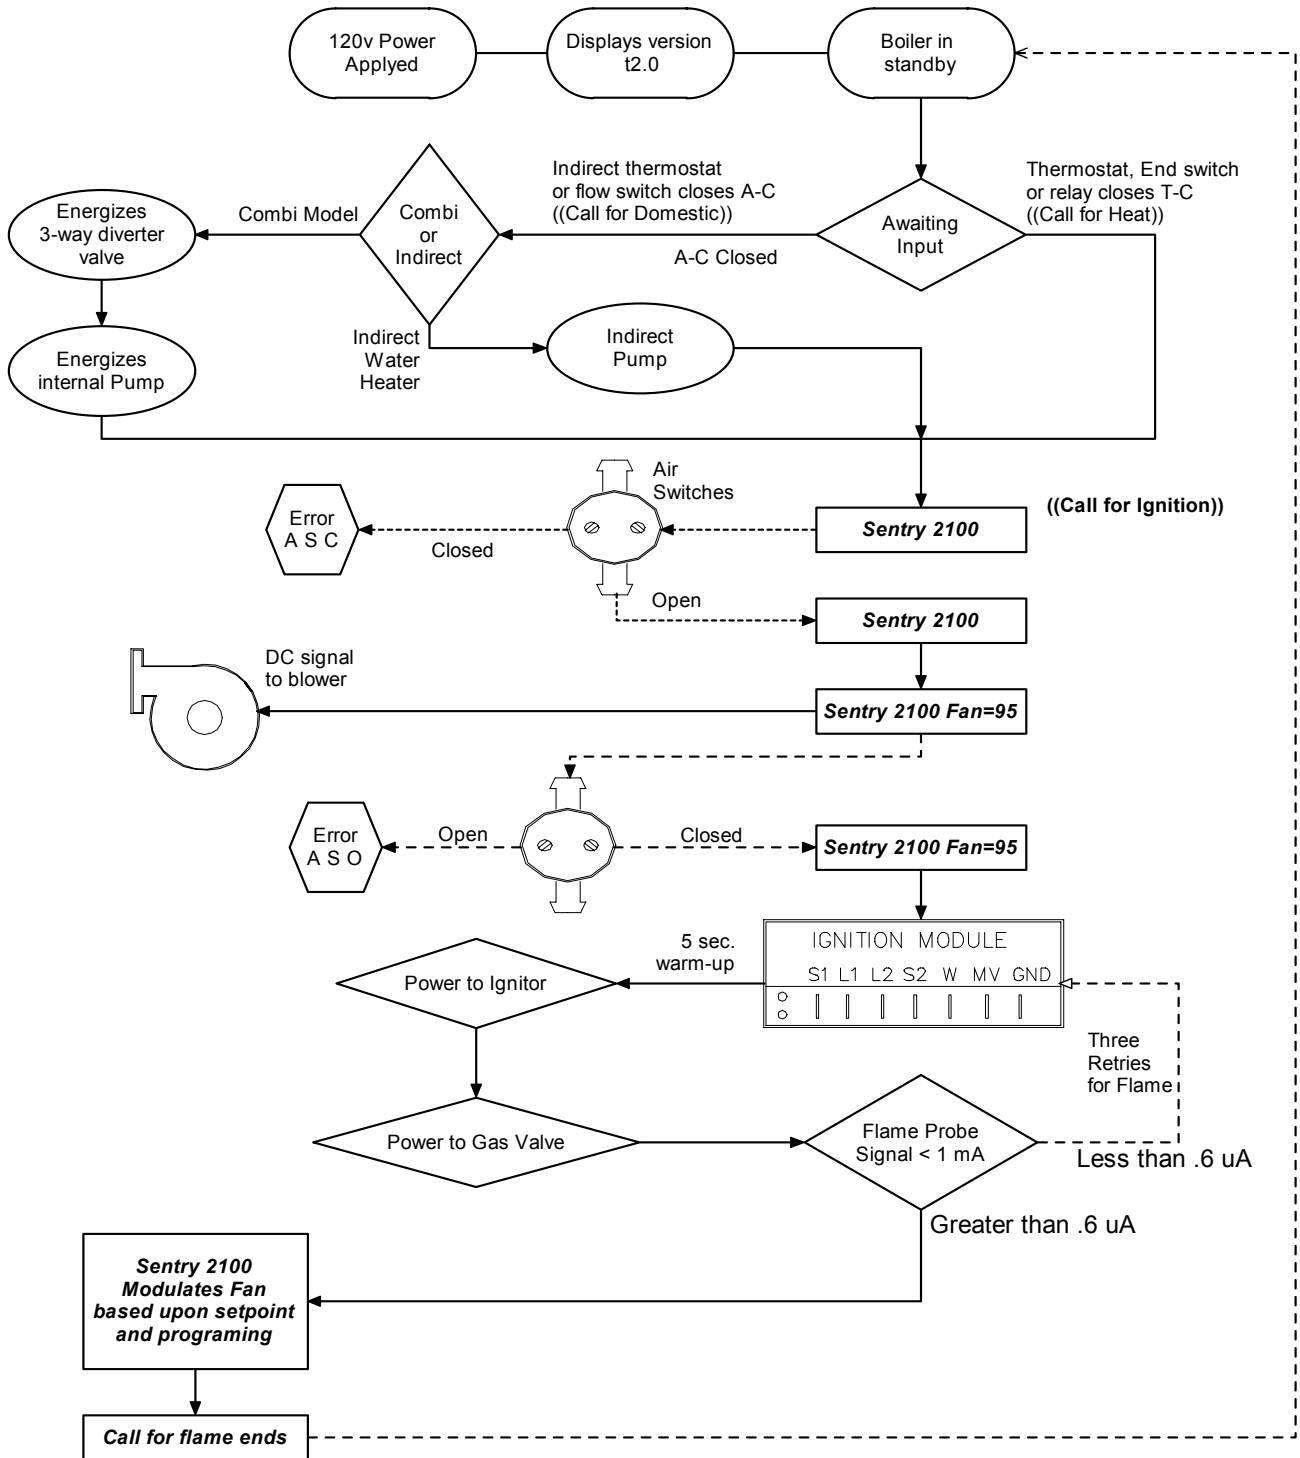 120v Power
Applyed
Displays version
t2.0
Boiler in
standby
Indirect thermostat
or flow switch closes A-C
((Call for Domestic))
Thermostat, End switch
or relay closes T-C
((Call for Heat))
Energizes
3-way diverter
valve
Combi Model
Combi
or
Indirect
Awaiting
Input
A-C Closed
Indirect
Water
Heater
Indirect
Pump
Energizes
internal Pump
Air
Switches
Error
A S C
Closed
Sentry 2100
((Call for Ignition))
Open
Sentry 2100
DC signal
to blower
Sentry 2100 Fan=95
Error
A S O
Open
Closed
Sentry 2100 Fan=95
5 sec.
warm-up
IGNITION MODULE
S1 L1 L2 S2 W MV GND
Power to Ignitor
Three
Retries
for Flame
Power to Gas Valve
Flame Probe
Signal < 1 mA
Less than .6 uA
Greater than .6 uA
Sentry 2100
Modulates Fan
based upon setpoint
and programing
Call for flame ends